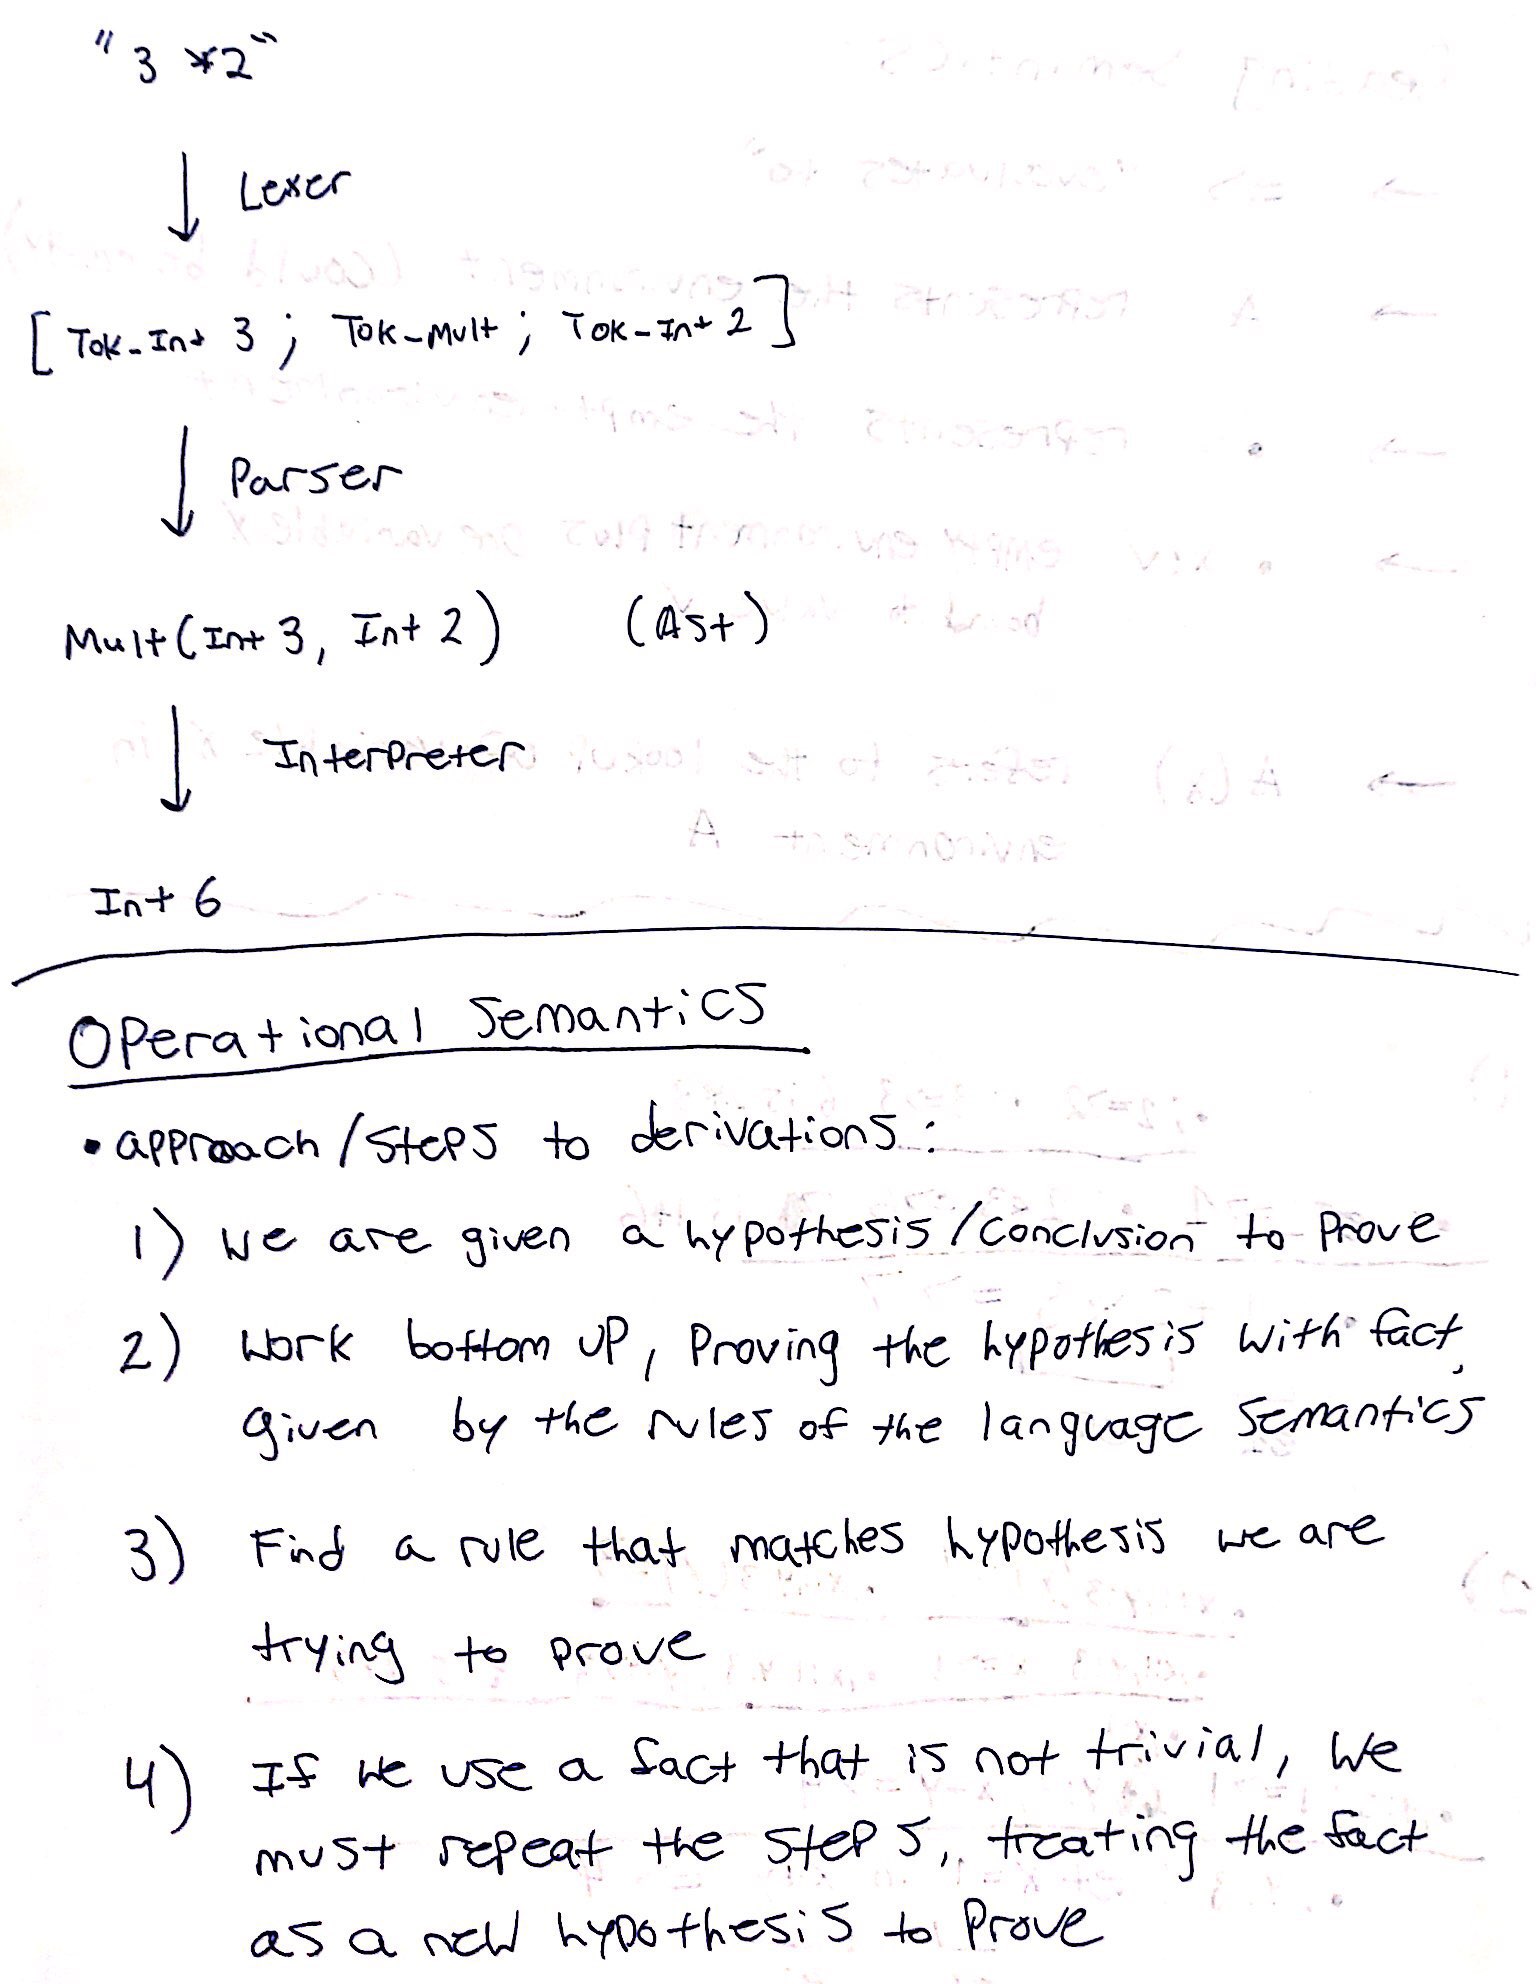 "3 *2"
Lexer
[Tok-Int 3; Tok-Mult; Tok-Int 2]
Parser
Mult(Int 3, Int 2) (Ast)
Interpreter
Int 6
Operational Semantics
• approach/steps to derivations:
1) we are given a hypothesis/conclusion to prove
2) Work bottom up, proving the hypothesis with fact,
given by the rules of the language semantics
3) Find a rule that matches hypothesis we are
trying to prove
4) If we use a fact that is not trivial, we
must repeat the steps, treating the fact
as a new hypothesis to prove